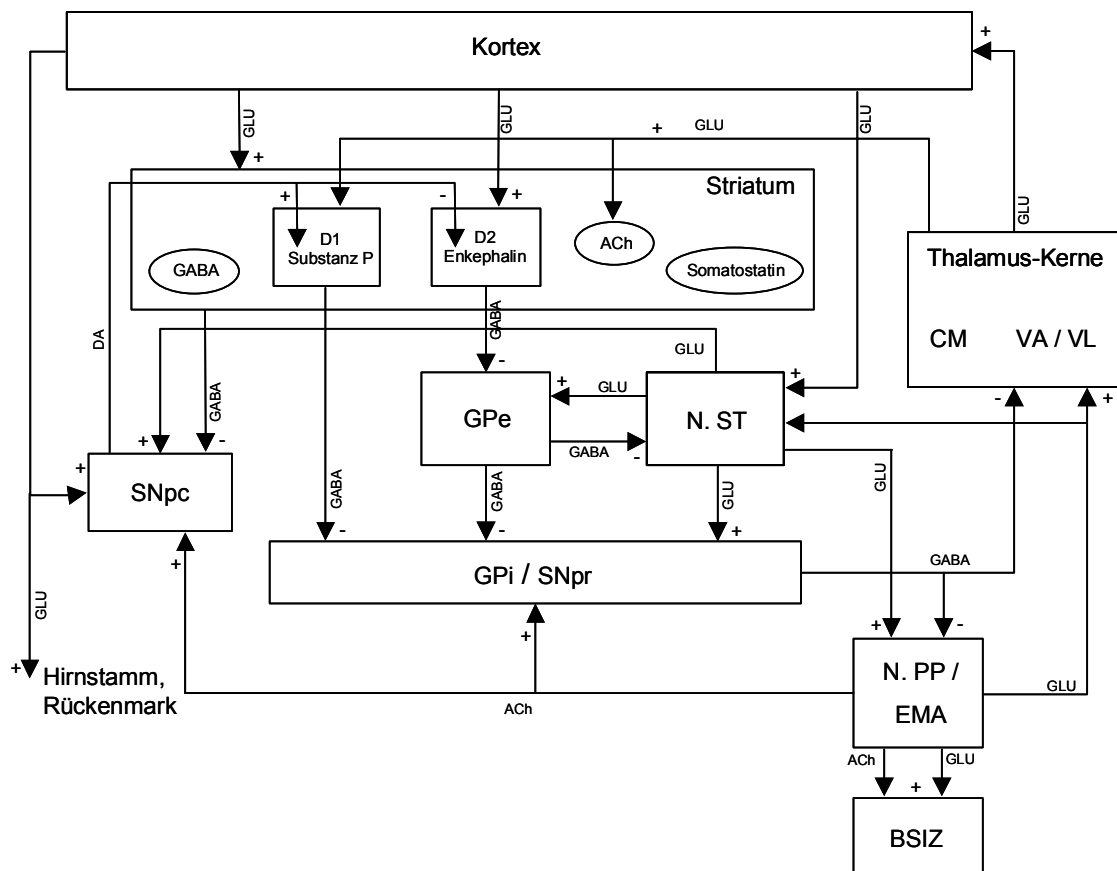 Kortex
+
GLU
GLU
GLU
+
GLU
+
Striatum
+
-
+
D1
Substanz P
D2
Enkephalin
ACh
GABA
Somatostatin
GLU
Thalamus-Kerne
CM
VA / VL
DA
GABA
GABA
GLU
-
+
+
GLU
GPe
N. ST
-
+
GABA
-
+
-
+
SNpc
GABA
GABA
GLU
GLU
-
-
+
GPi / SNpr
GABA
+
+
GLU
+
-
+
Hirnstamm,
Rückenmark
N. PP /
EMA
GLU
ACh
ACh
GLU
+
BSIZ